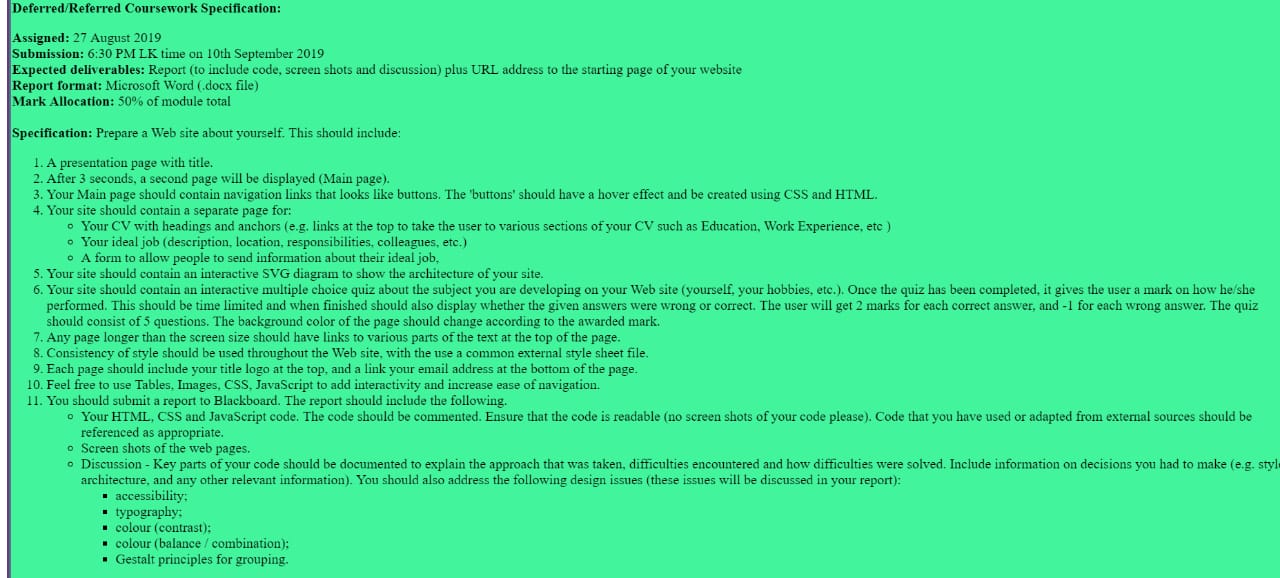 Deferred/Referred Coursework Specification:
Assigned: 27 August 2019
Submission: 6:30 PM LK time on 10th September 2019
Expected deliverables: Report (to include code, screen shots and discussion) plus URL address to the starting page of your website
Report format: Microsoft Word (.docx file)
Mark Allocation: 50% of module total
Specification: Prepare a Web site about yourself. This should include:
1. A presentation page with title.
2. After 3 seconds, a second page will be displayed (Main page).
3. Your Main page should contain navigation links that looks like buttons. The 'buttons' should have a hover effect and be created using CSS and HTML.
4. Your site should contain a separate page for:
◦ Your CV with headings and anchors (e.g. links at the top to take the user to various sections of your CV such as Education, Work Experience, etc )
◦ Your ideal job (description, location, responsibilities, colleagues, etc.)
◦ A form to allow people to send information about their ideal job,
5. Your site should contain an interactive SVG diagram to show the architecture of your site.
6. Your site should contain an interactive multiple choice quiz about the subject you are developing on your Web site (yourself, your hobbies, etc.). Once the quiz has been completed, it gives the user a mark on how he/she
performed. This should be time limited and when finished should also display whether the given answers were wrong or correct. The user will get 2 marks for each correct answer, and -1 for each wrong answer. The quiz
should consist of 5 questions. The background color of the page should change according to the awarded mark.
7. Any page longer than the screen size should have links to various parts of the text at the top of the page.
8. Consistency of style should be used throughout the Web site, with the use a common external style sheet file.
9. Each page should include your title logo at the top, and a link your email address at the bottom of the page.
10. Feel free to use Tables, Images, CSS, JavaScript to add interactivity and increase ease of navigation.
11. You should submit a report to Blackboard. The report should include the following.
◦ Your HTML, CSS and JavaScript code. The code should be commented. Ensure that the code is readable (no screen shots of your code please). Code that you have used or adapted from external sources should be
referenced as appropriate.
◦ Screen shots of the web pages.
◦ Discussion - Key parts of your code should be documented to explain the approach that was taken, difficulties encountered and how difficulties were solved. Include information on decisions you had to make (e.g. style
architecture, and any other relevant information). You should also address the following design issues (these issues will be discussed in your report):
▪ accessibility;
▪ typography;
▪ colour (contrast);
▪ colour (balance / combination);
▪ Gestalt principles for grouping.